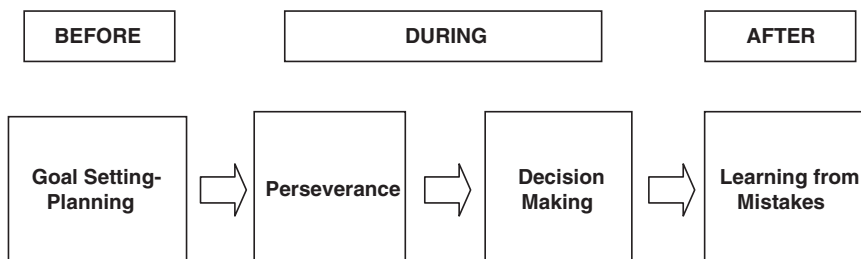 BEFORE
DURING
AFTER
Goal Setting-
Planning
Perseverance
Decision
Making
Learning from
Mistakes